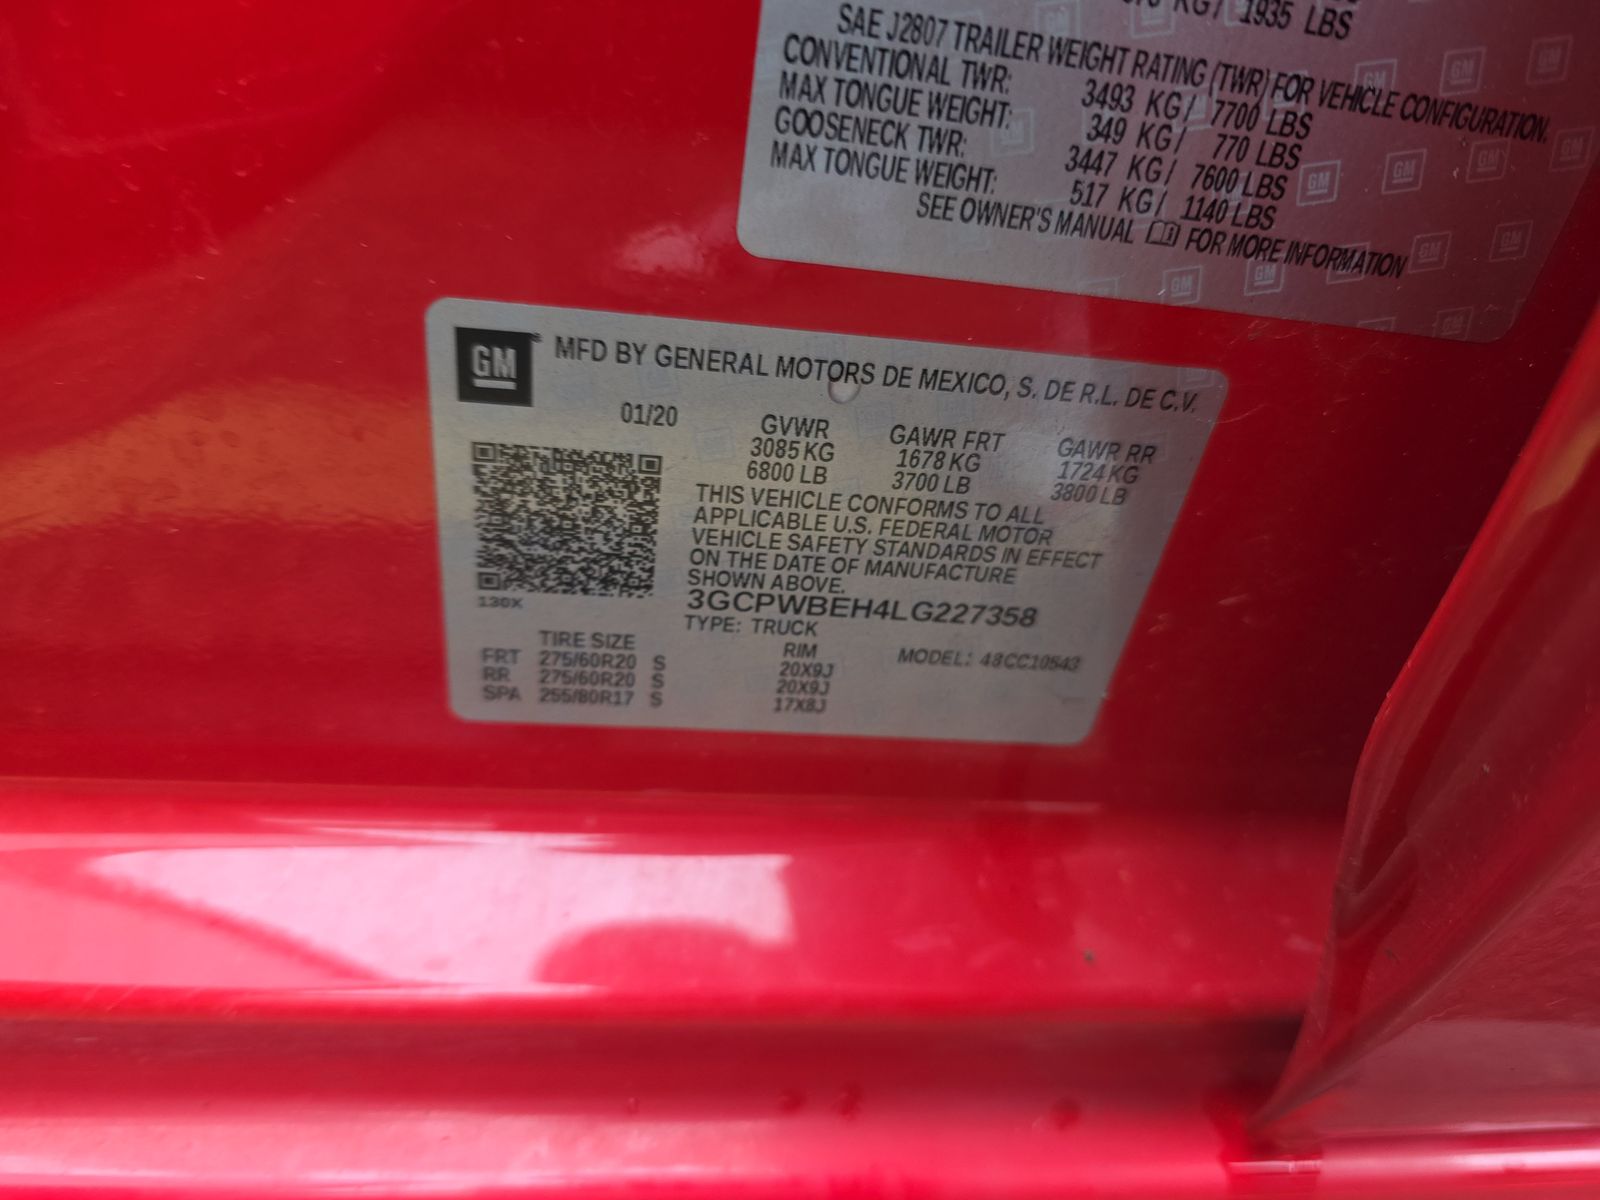 KG/ 1935 LBS
SAE J2807 TRAILER WEIGHT RATING (TWR) FOR VEHICLE CONFIGURATION.
CONVENTIONAL TWR: 3493 KG/ 7700 LBS
MAX TONGUE WEIGHT: 349 KG/ 770 LBS
GOOSENECK TWR: 3447 KG/ 7600 LBS
MAX TONGUE WEIGHT: 517 KG/ 1140 LBS
SEE OWNER'S MANUAL FOR MORE INFORMATION
GM® MFD BY GENERAL MOTORS DE MEXICO, S. DE R.L. DE C.V.
01/20 GVWR GAWR FRT GAWR RR
3085 KG 1678 KG 1724 KG
6800 LB 3700 LB 3800 LB
THIS VEHICLE CONFORMS TO ALL
APPLICABLE U.S. FEDERAL MOTOR
VEHICLE SAFETY STANDARDS IN EFFECT
ON THE DATE OF MANUFACTURE
SHOWN ABOVE.
130X 3GCPWBEH4LG227358
TYPE: TRUCK
TIRE SIZE RIM MODEL: 48CC10543
FRT 275/60R20 S 20X9J
RR 275/60R20 S 20X9J
SPA 255/80R17 S 17X8J